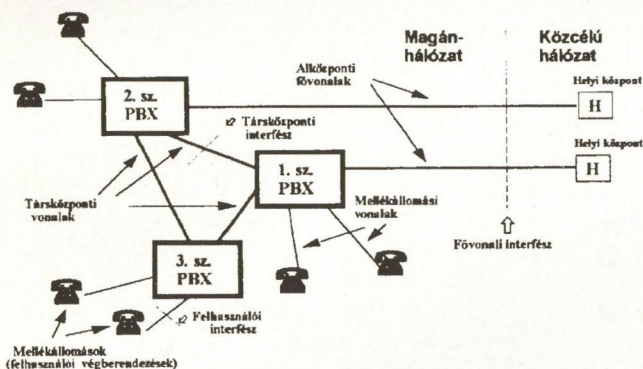 Magán-
hálózat
Közcélú
hálózat
Alközponti
fővonalak
Helyi központ
H
2. sz.
PBX
Társközponti
interfész
Helyi központ
H
1. sz.
PBX
Társközponti
vonalak
Mellékállomási
vonalak
Fővonali interfész
3. sz.
PBX
Felhasználói
interfész
Mellékállomások
(felhasználói végberendezések)